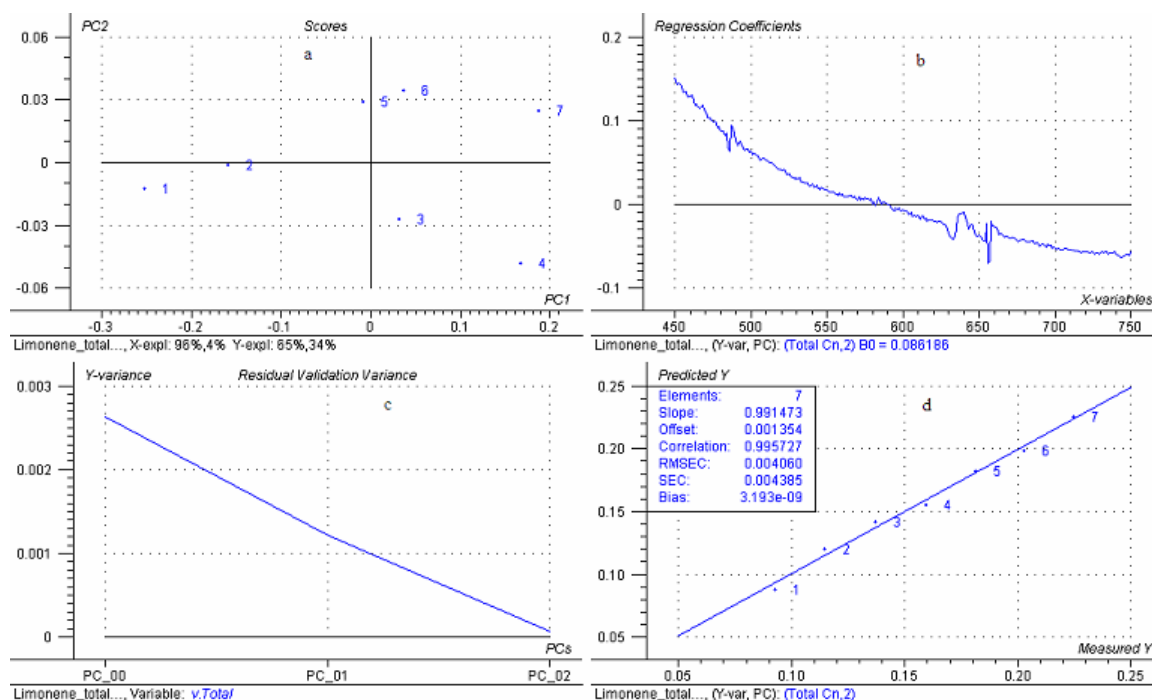 PC2 Scores
a
0.06
0.03
0
-0.03
-0.06
1
2
3
4
5
6
7
PC1
-0.3 -0.2 -0.1 0 0.1 0.2
Limonene_total..., X-expl: 96%,4% Y-expl: 65%,34%
Regression Coefficients
b
0.2
0.1
0
-0.1
X-variables
450 500 550 600 650 700 750
Limonene_total..., (Y-var, PC): (Total Cn,2) B0 = 0.086186
Y-variance Residual Validation Variance
c
0.003
0.002
0.001
0
PCs
PC_00 PC_01 PC_02
Limonene_total..., Variable: v.Total
Predicted Y
d
0.25
0.20
0.15
0.10
0.05
Elements: 7
Slope: 0.991473
Offset: 0.001354
Correlation: 0.995727
RMSEC: 0.004060
SEC: 0.004385
Bias: 3.193e-09
1
2
3
4
5
6
7
Measured Y
0.05 0.10 0.15 0.20 0.25
Limonene_total..., (Y-var, PC): (Total Cn,2)